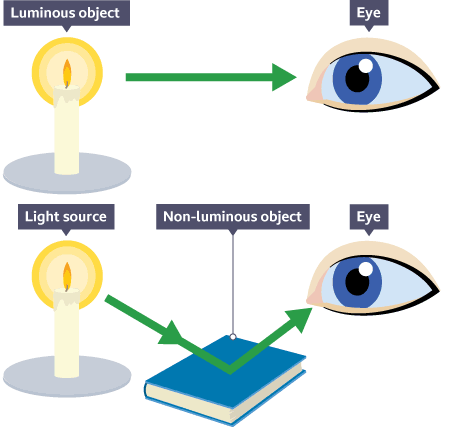 Luminous object
Eye
Light source
Non-luminous object
Eye